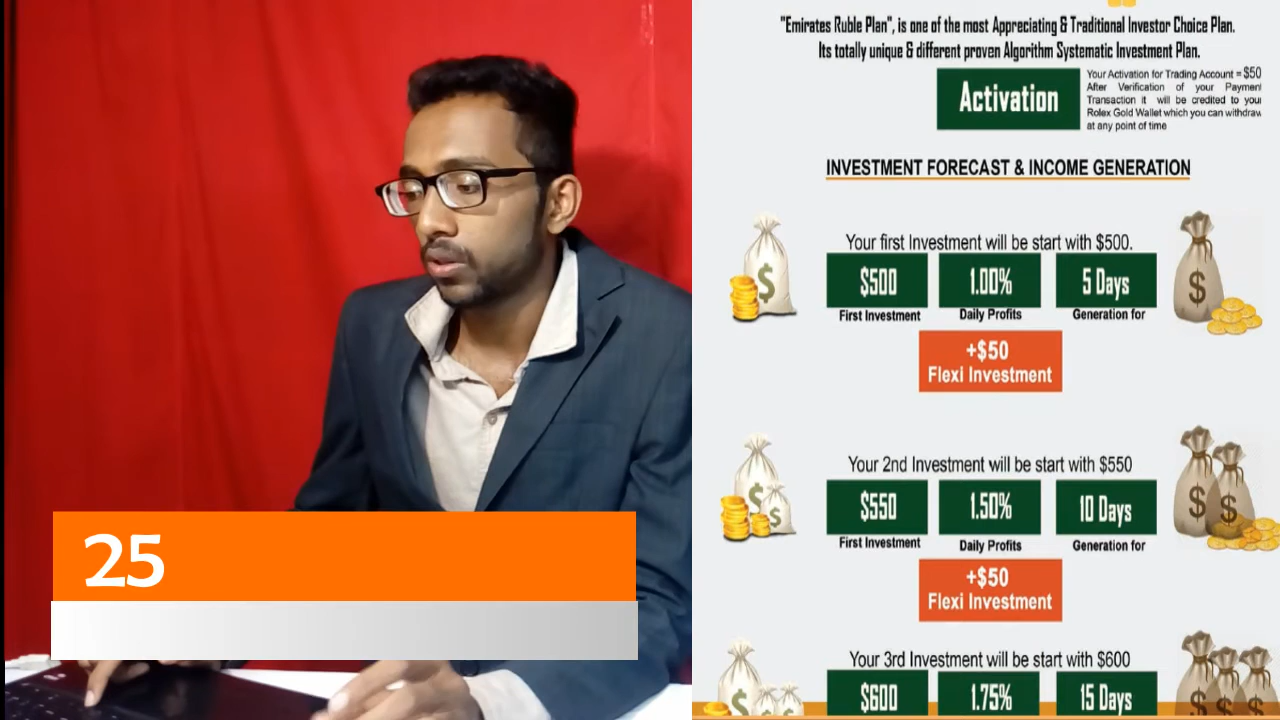 "Emirates Ruble Plan", is one of the most Appreciating & Traditional Investor Choice Plan.
Its totally unique & different proven Algorithm Systematic Investment Plan.
Activation
Your Activation for Trading Account = $50
After Verification of your Payment
Transaction it will be credited to your
Rolex Gold Wallet which you can withdraw
at any point of time
INVESTMENT FORECAST & INCOME GENERATION
Your first Investment will be start with $500.
$500 1.00% 5 Days
First Investment Daily Profits Generation for
+$50
Flexi Investment
Your 2nd Investment will be start with $550
$550 1.50% 10 Days
First Investment Daily Profits Generation for
+$50
Flexi Investment
Your 3rd Investment will be start with $600
$600 1.75% 15 Days
25